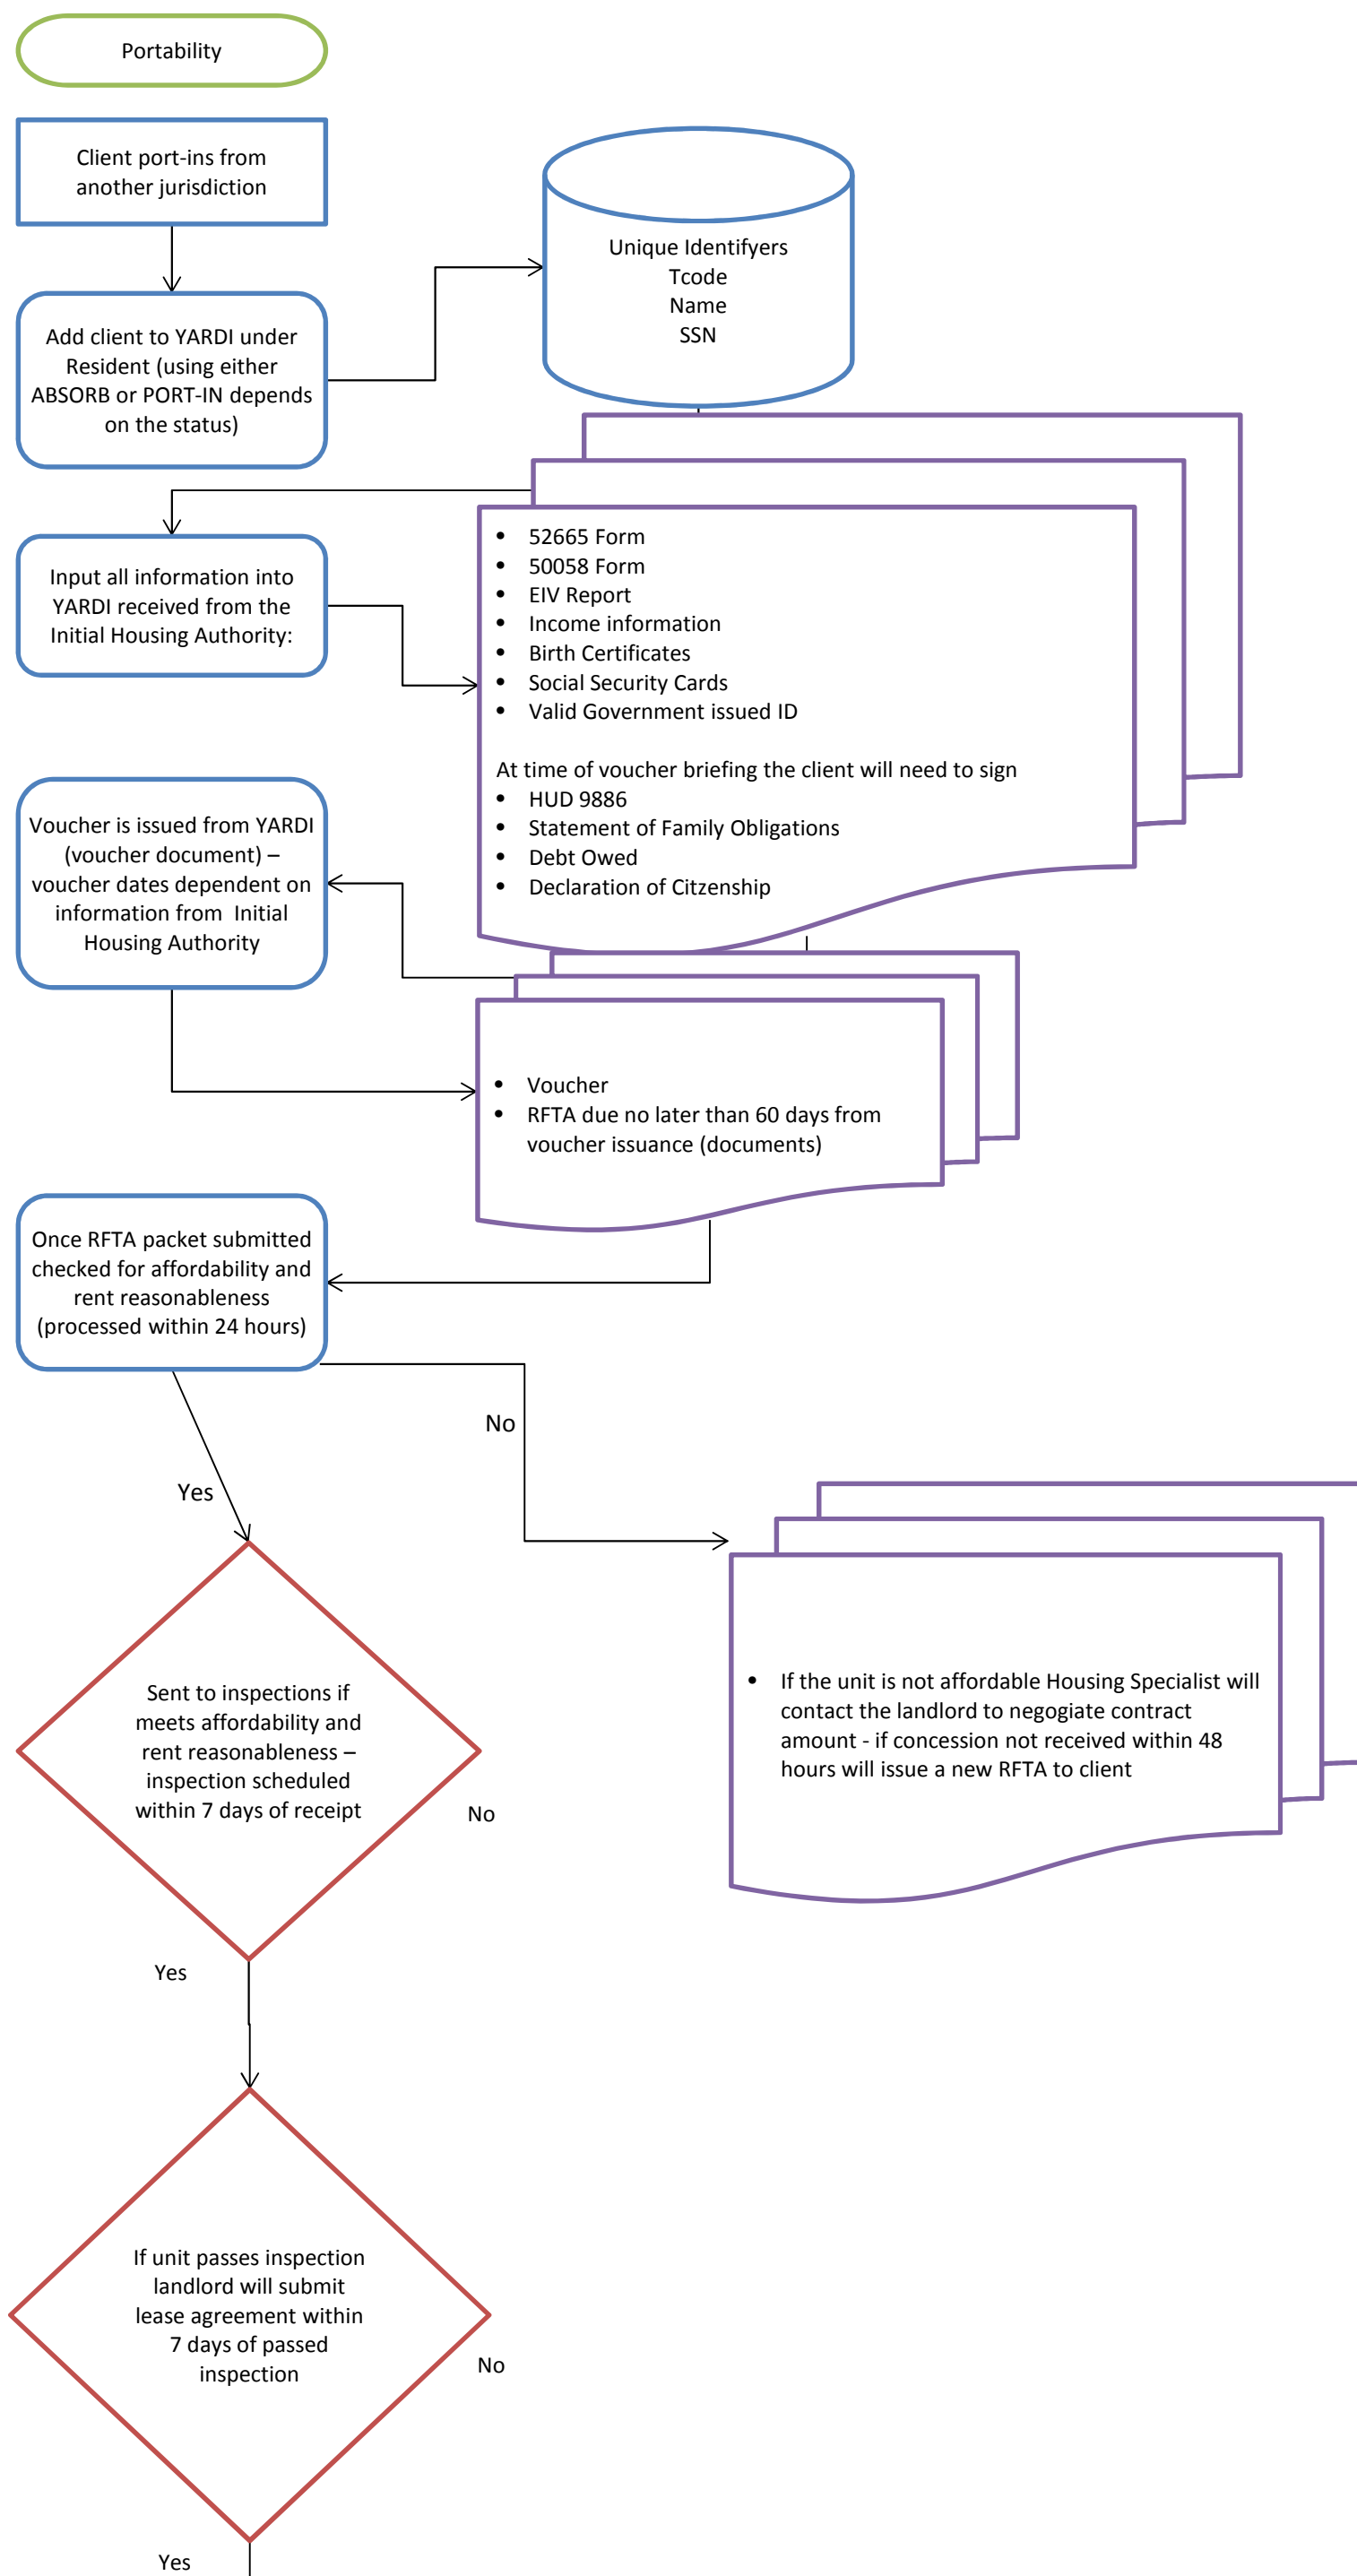 Portability
Client port-ins from
another jurisdiction
Unique Identifyers
Tcode
Name
SSN
Add client to YARDI under
Resident (using either
ABSORB or PORT-IN depends
on the status)
Input all information into
YARDI received from the
Initial Housing Authority:
• 52665 Form
• 50058 Form
• EIV Report
• Income information
• Birth Certificates
• Social Security Cards
• Valid Government issued ID
At time of voucher briefing the client will need to sign
• HUD 9886
• Statement of Family Obligations
• Debt Owed
• Declaration of Citzenship
Voucher is issued from YARDI
(voucher document) –
voucher dates dependent on
information from Initial
Housing Authority
• Voucher
• RFTA due no later than 60 days from
voucher issuance (documents)
Once RFTA packet submitted
checked for affordability and
rent reasonableness
(processed within 24 hours)
No
Yes
Sent to inspections if
meets affordability and
rent reasonableness –
inspection scheduled
within 7 days of receipt
No
• If the unit is not affordable Housing Specialist will
contact the landlord to negogiate contract
amount - if concession not received within 48
hours will issue a new RFTA to client
Yes
If unit passes inspection
landlord will submit
lease agreement within
7 days of passed
inspection
No
Yes